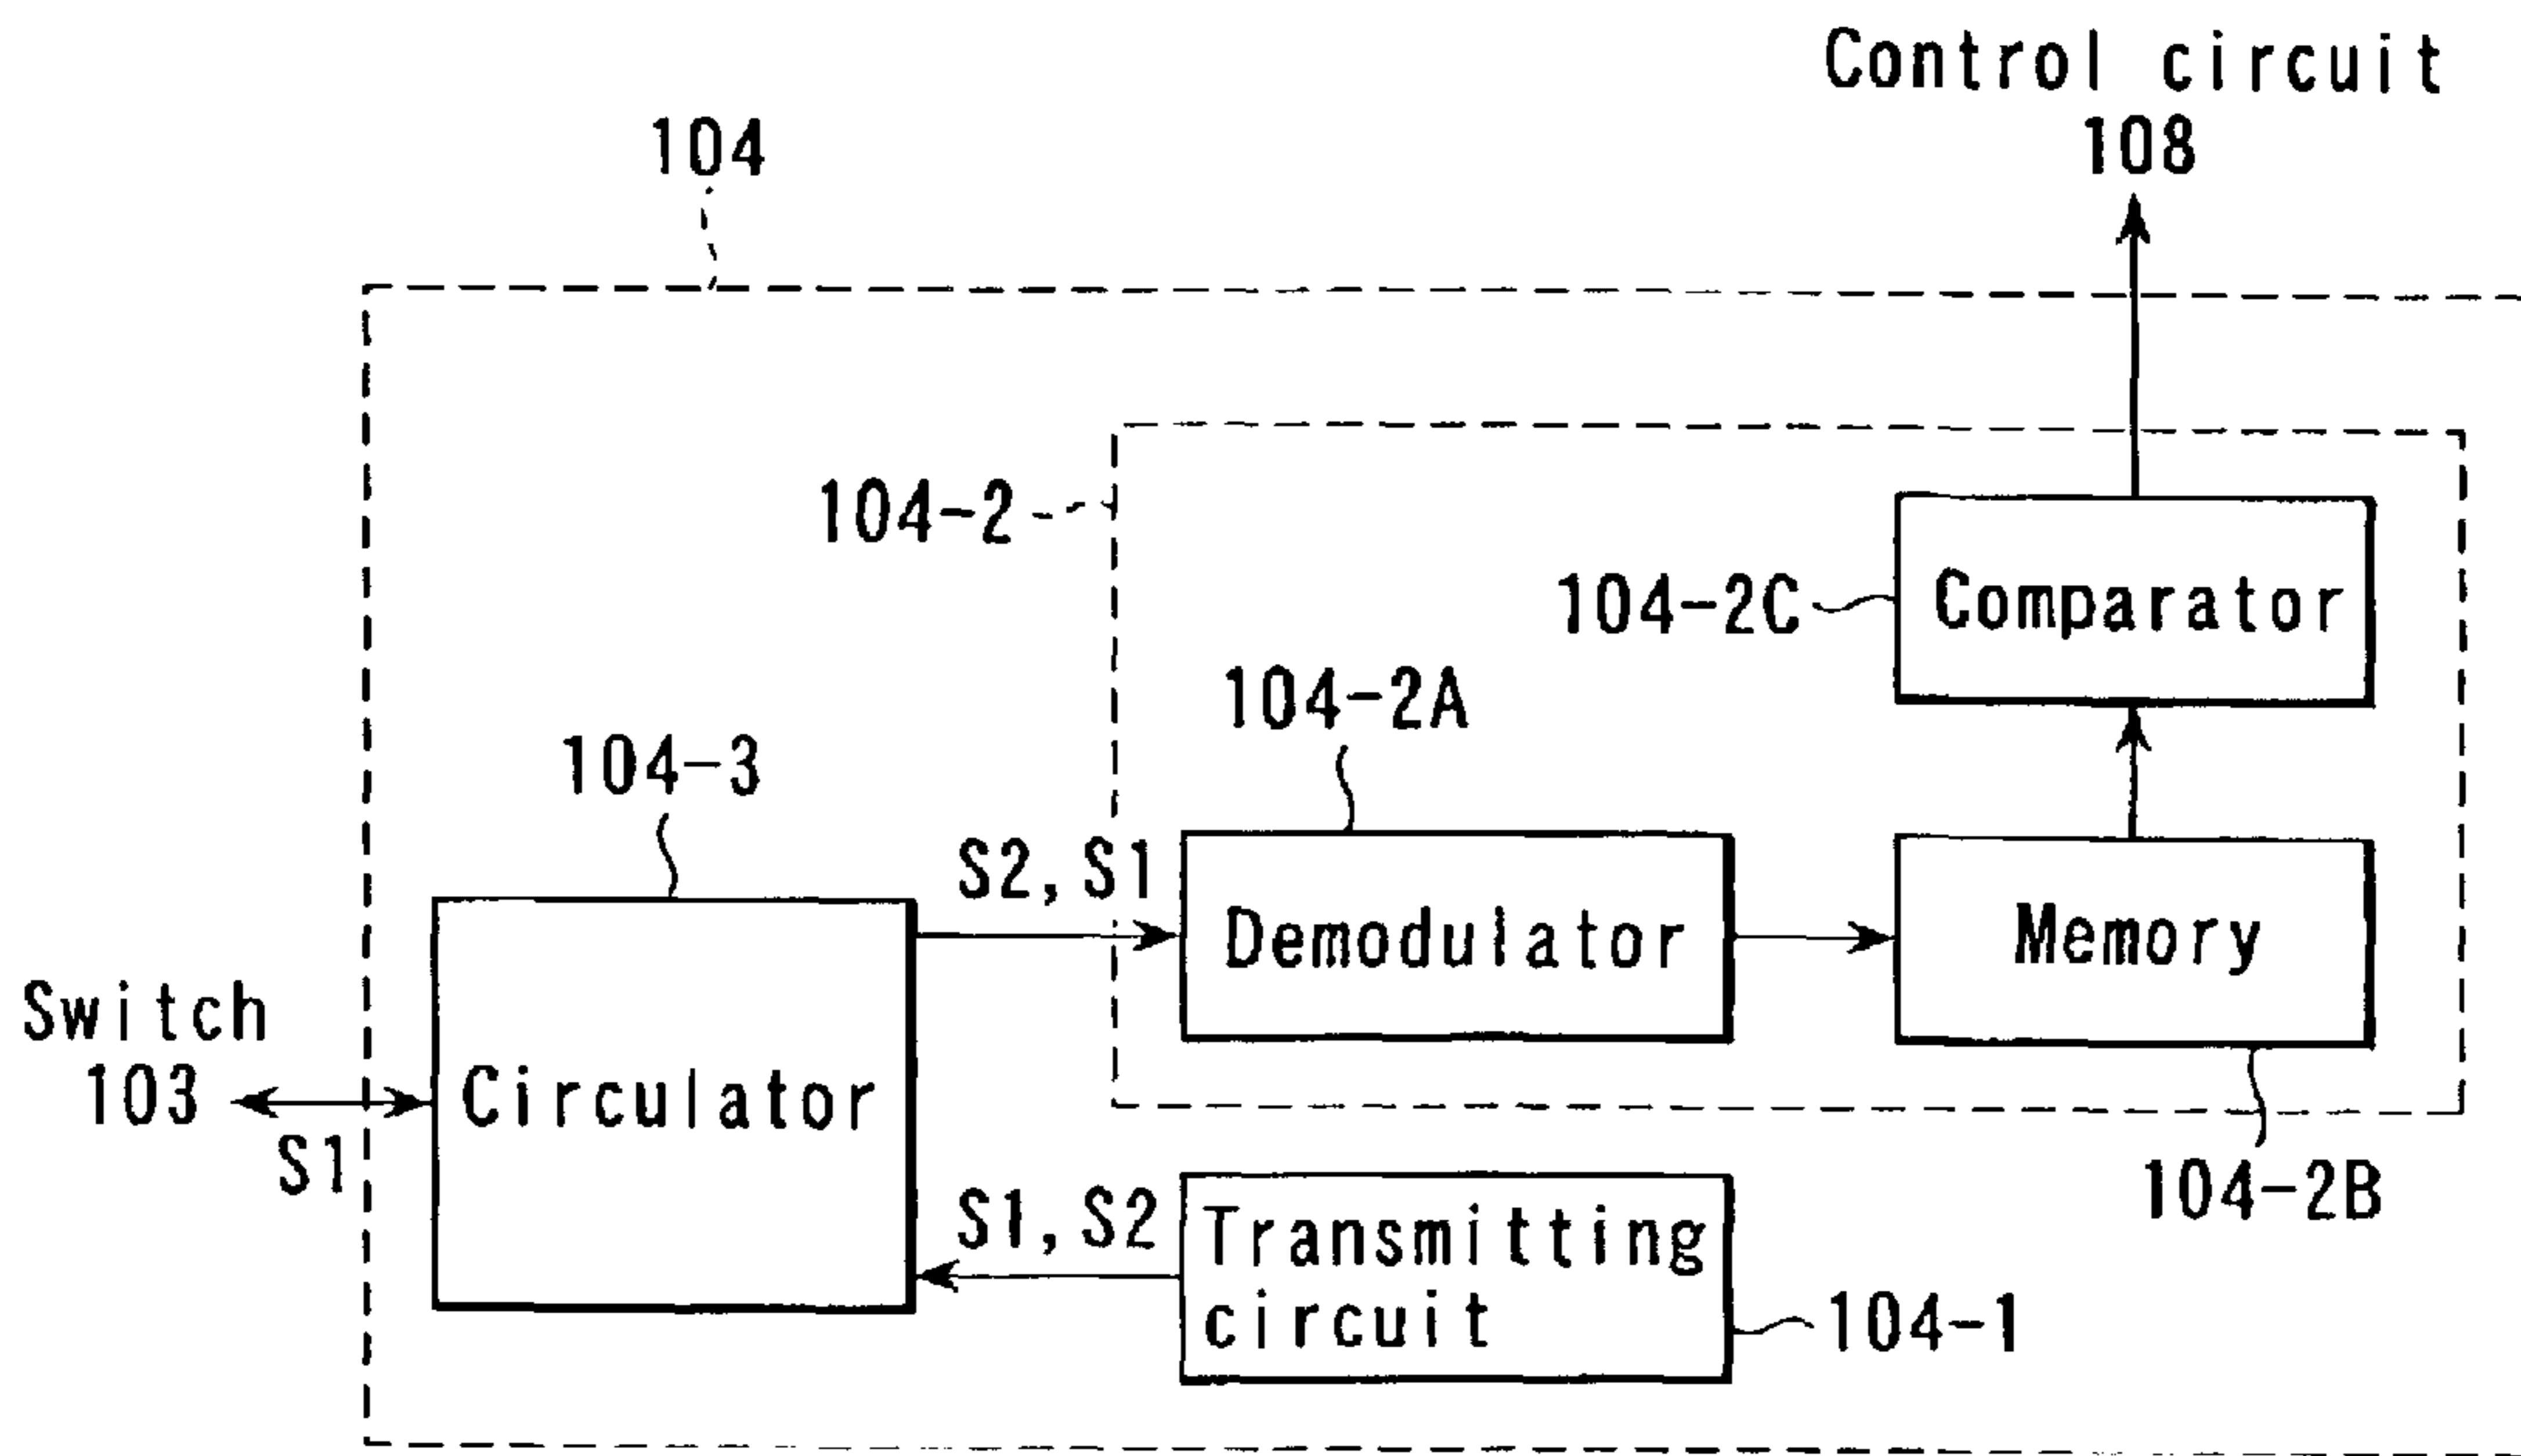 Control circuit
108
104
104-2
104-2C
Comparator
104-2A
104-3
S2, S1
Demodulator
Memory
Switch
103
S1
Circulator
104-2B
S1, S2
Transmitting
circuit
104-1